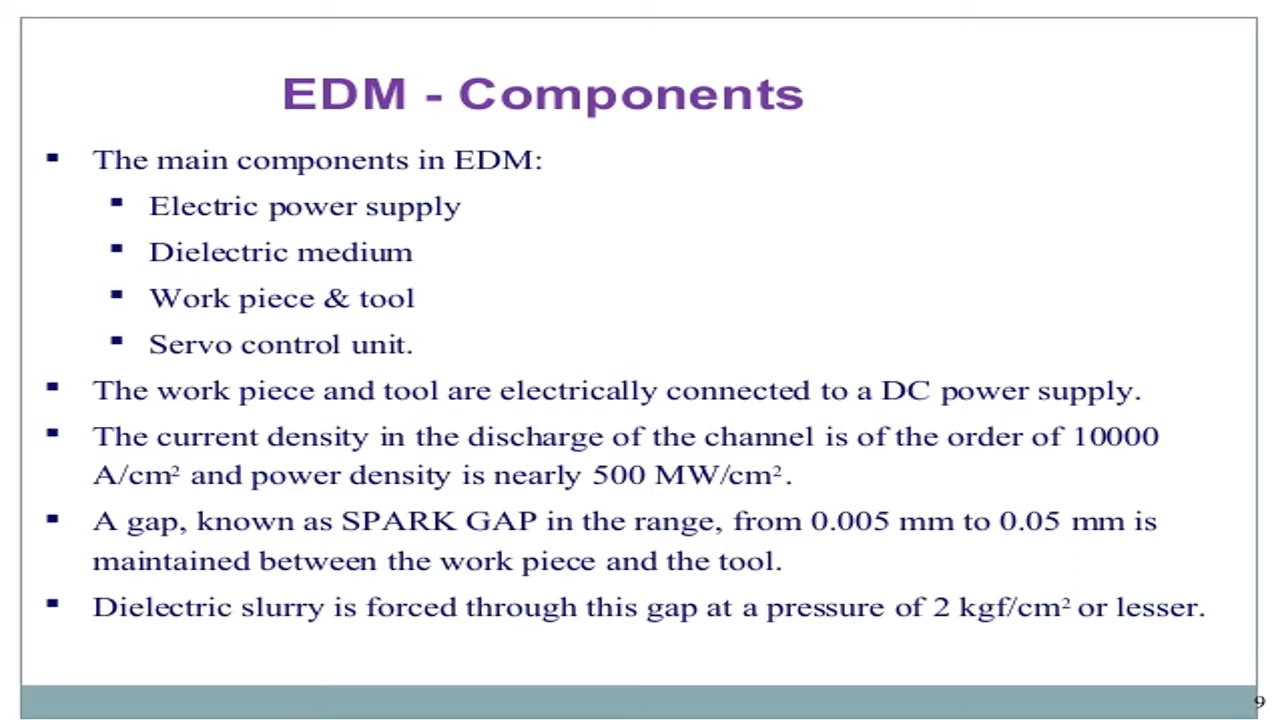 EDM - Components
▪ The main components in EDM:
▪ Electric power supply
▪ Dielectric medium
▪ Work piece & tool
▪ Servo control unit.
▪ The work piece and tool are electrically connected to a DC power supply.
▪ The current density in the discharge of the channel is of the order of 10000
A/cm² and power density is nearly 500 MW/cm².
▪ A gap, known as SPARK GAP in the range, from 0.005 mm to 0.05 mm is
maintained between the work piece and the tool.
▪ Dielectric slurry is forced through this gap at a pressure of 2 kgf/cm² or lesser.
9